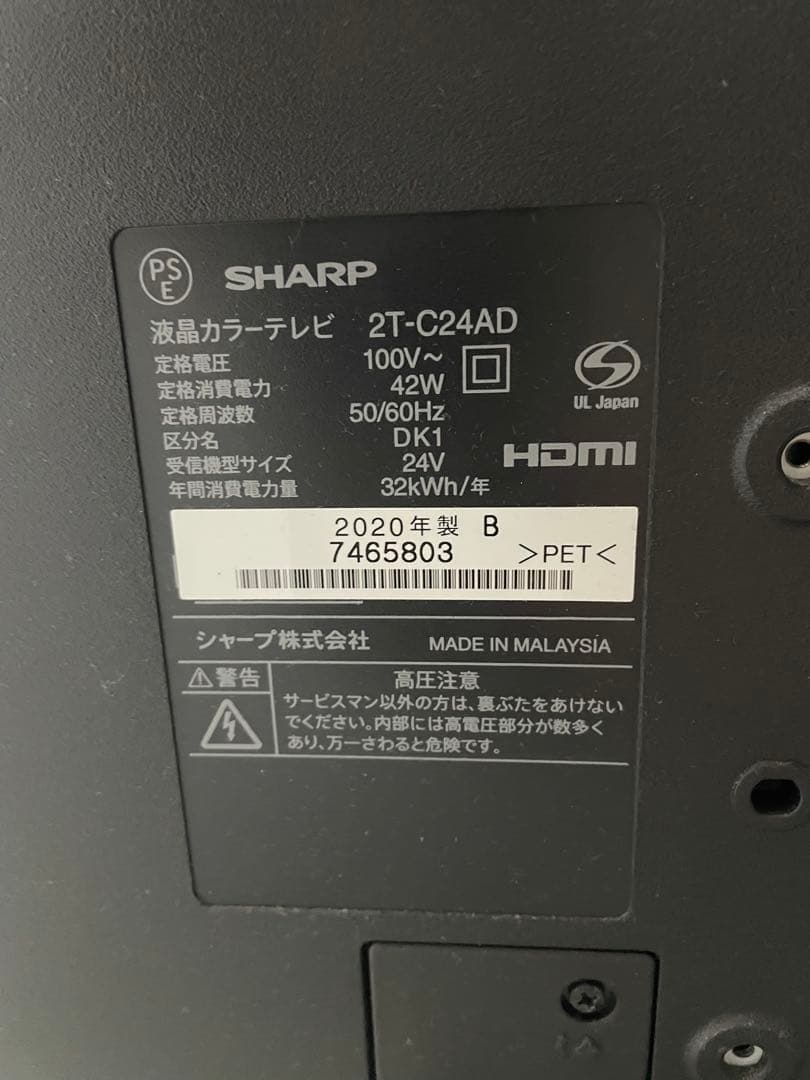 PS
E
SHARP
液晶カラーテレビ 2T-C24AD
定格電圧 100V～
定格消費電力 42W
定格周波数 50/60Hz
区分名 DK1
受信機型サイズ 24V
年間消費電力量 32kWh/年
S
UL Japan
HDMI
2020年製 B
7465803 >PET<
シャープ株式会社 MADE IN MALAYSIA
⚠警告 高圧注意
サービスマン以外の方は、裏ぶたをあけない
でください。内部には高電圧部分が数多く
あり、万一さわると危険です。